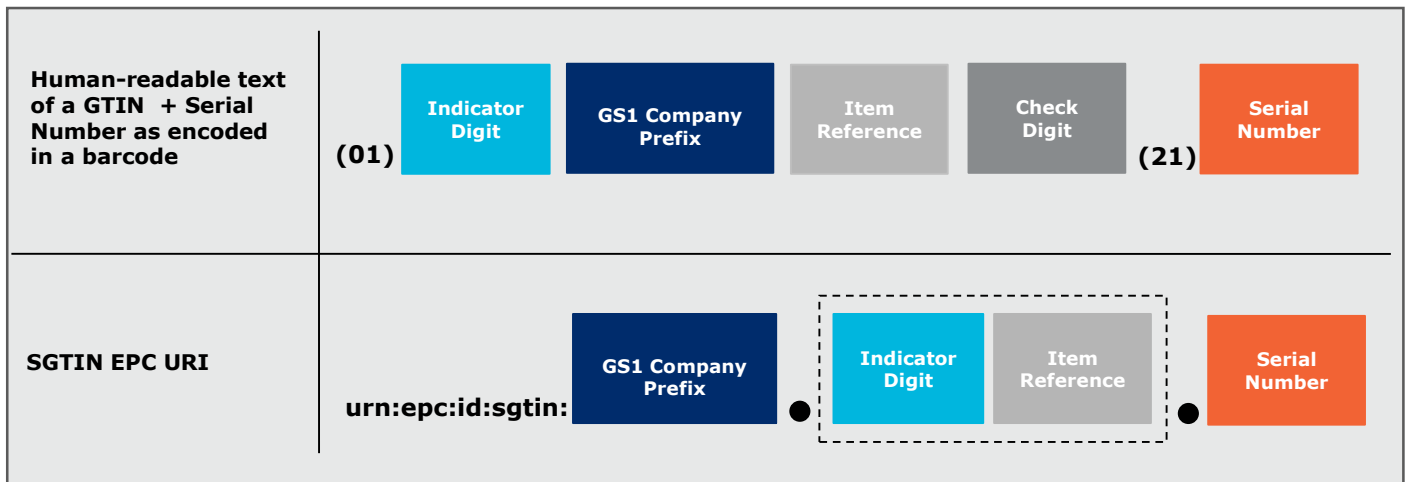 Human-readable text
of a GTIN + Serial
Number as encoded
in a barcode
(01)
Indicator
Digit
GS1 Company
Prefix
Item
Reference
Check
Digit
(21)
Serial
Number
SGTIN EPC URI
urn:epc:id:sgtin:
GS1 Company
Prefix
Indicator
Digit
Item
Reference
Serial
Number